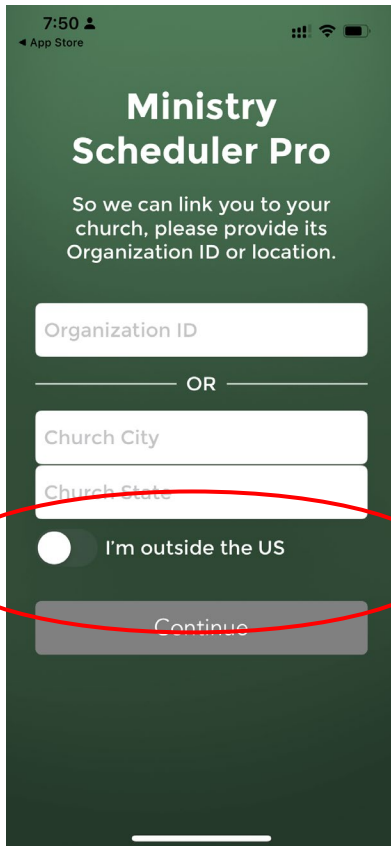 7:50
App Store
Ministry
Scheduler Pro
So we can link you to your
church, please provide its
Organization ID or location.
Organization ID
OR
Church City
Church State
I'm outside the US
Continue